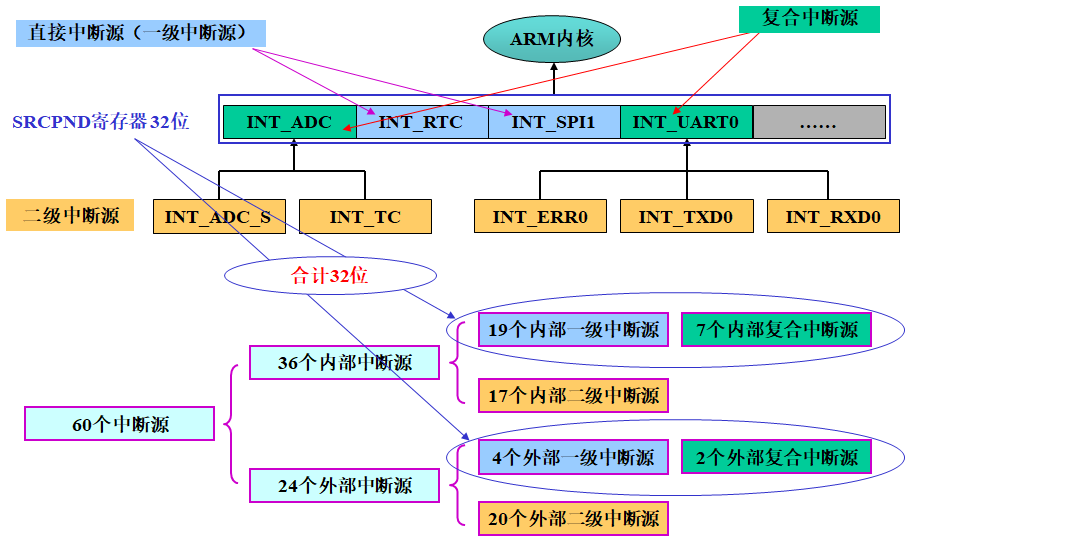 直接中断源（一级中断源）
复合中断源
ARM内核
SRCPND寄存器32位
INT_ADC
INT_RTC
INT_SPI1
INT_UART0
……
二级中断源
INT_ADC_S
INT_TC
INT_ERR0
INT_TXD0
INT_RXD0
合计32位
19个内部一级中断源
7个内部复合中断源
36个内部中断源
17个内部二级中断源
60个中断源
4个外部一级中断源
2个外部复合中断源
24个外部中断源
20个外部二级中断源